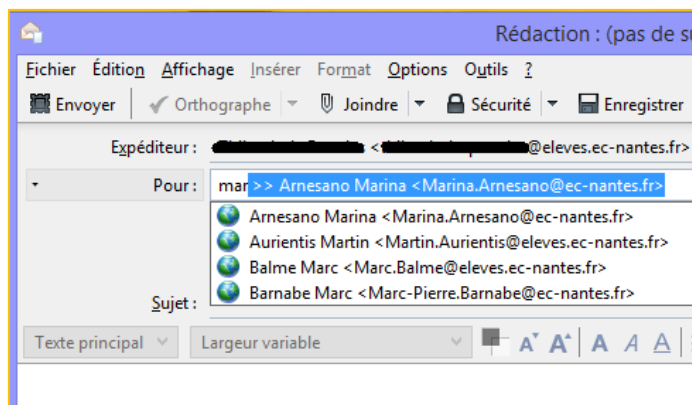 Rédaction : (pas de su
Fichier Édition Affichage Insérer Format Options Outils ?
Envoyer Orthographe Joindre Sécurité Enregistrer
Expéditeur : < @eleves.ec-nantes.fr>
Pour : mar >> Arnesano Marina <Marina.Arnesano@ec-nantes.fr>
Arnesano Marina <Marina.Arnesano@ec-nantes.fr>
Aurientis Martin <Martin.Aurientis@eleves.ec-nantes.fr>
Balme Marc <Marc.Balme@eleves.ec-nantes.fr>
Barnabe Marc <Marc-Pierre.Barnabe@ec-nantes.fr>
Sujet :
Texte principal Largeur variable A A A A A